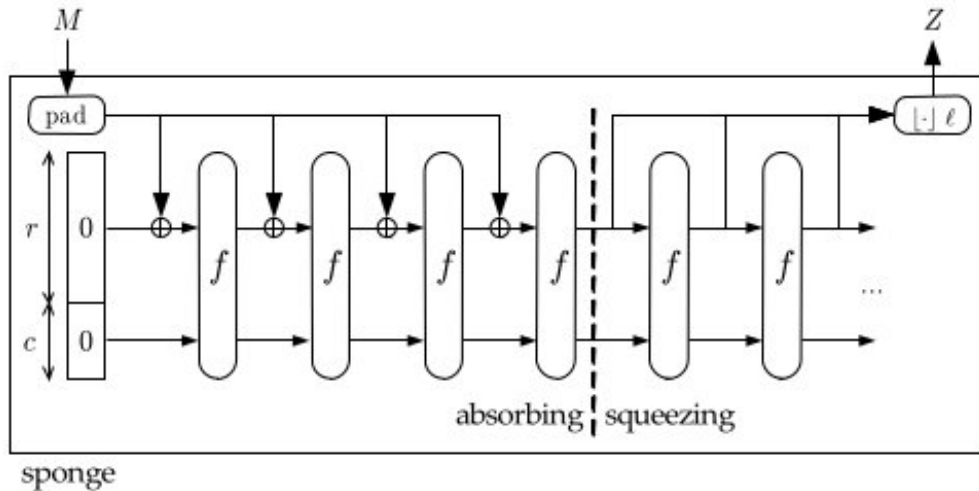 M Z
pad ⌊·⌋ ℓ
r 0 f f f f f f
c 0 ...
absorbing squeezing
sponge